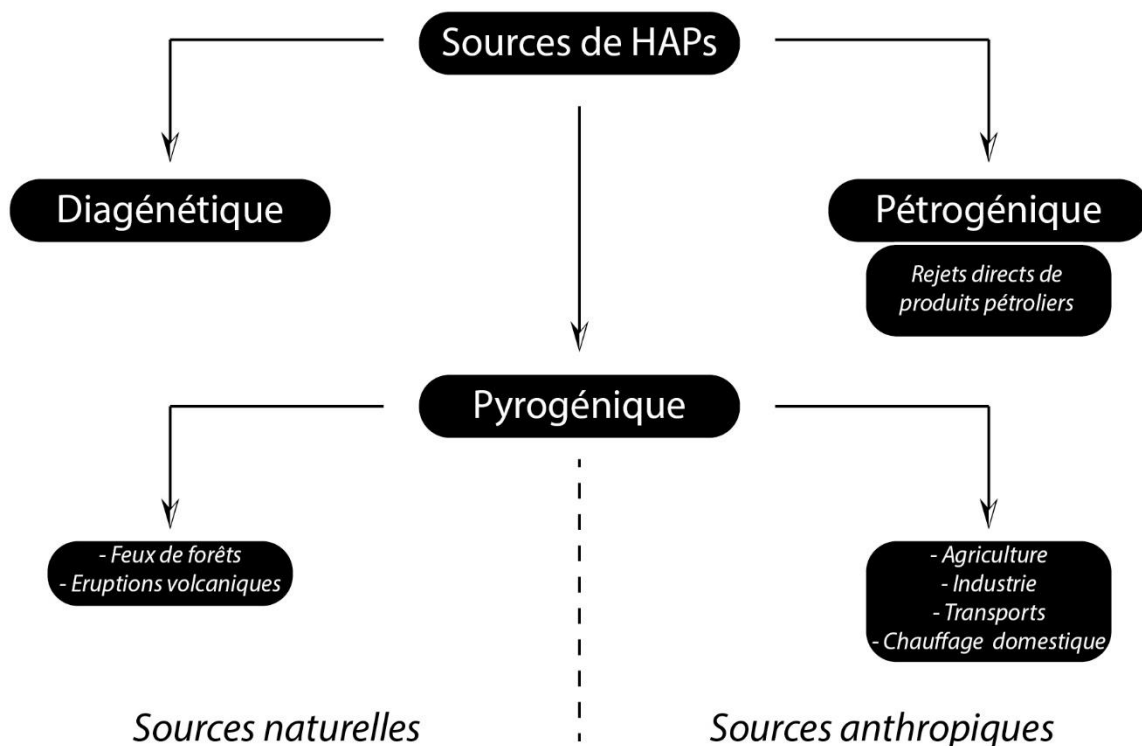 Sources de HAPs
Diagénétique
Pétrogénique
Rejets directs de
produits pétroliers
Pyrogénique
- Feux de forêts
- Eruptions volcaniques
- Agriculture
- Industrie
- Transports
- Chauffage domestique
Sources naturelles
Sources anthropiques